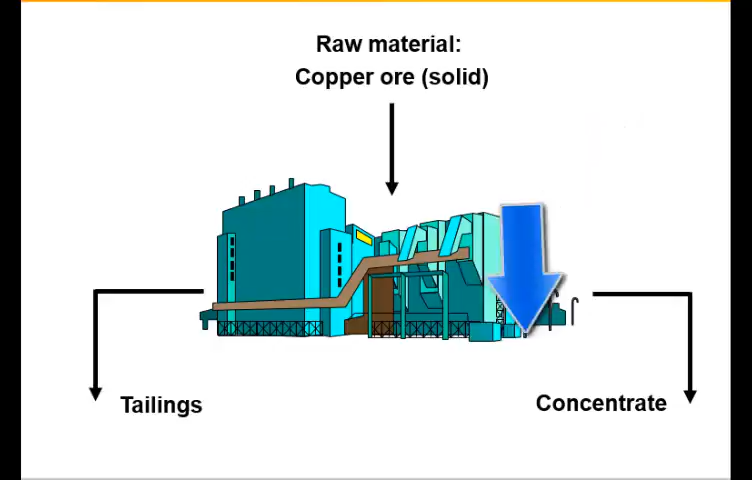 Raw material:
Copper ore (solid)
Tailings
Concentrate